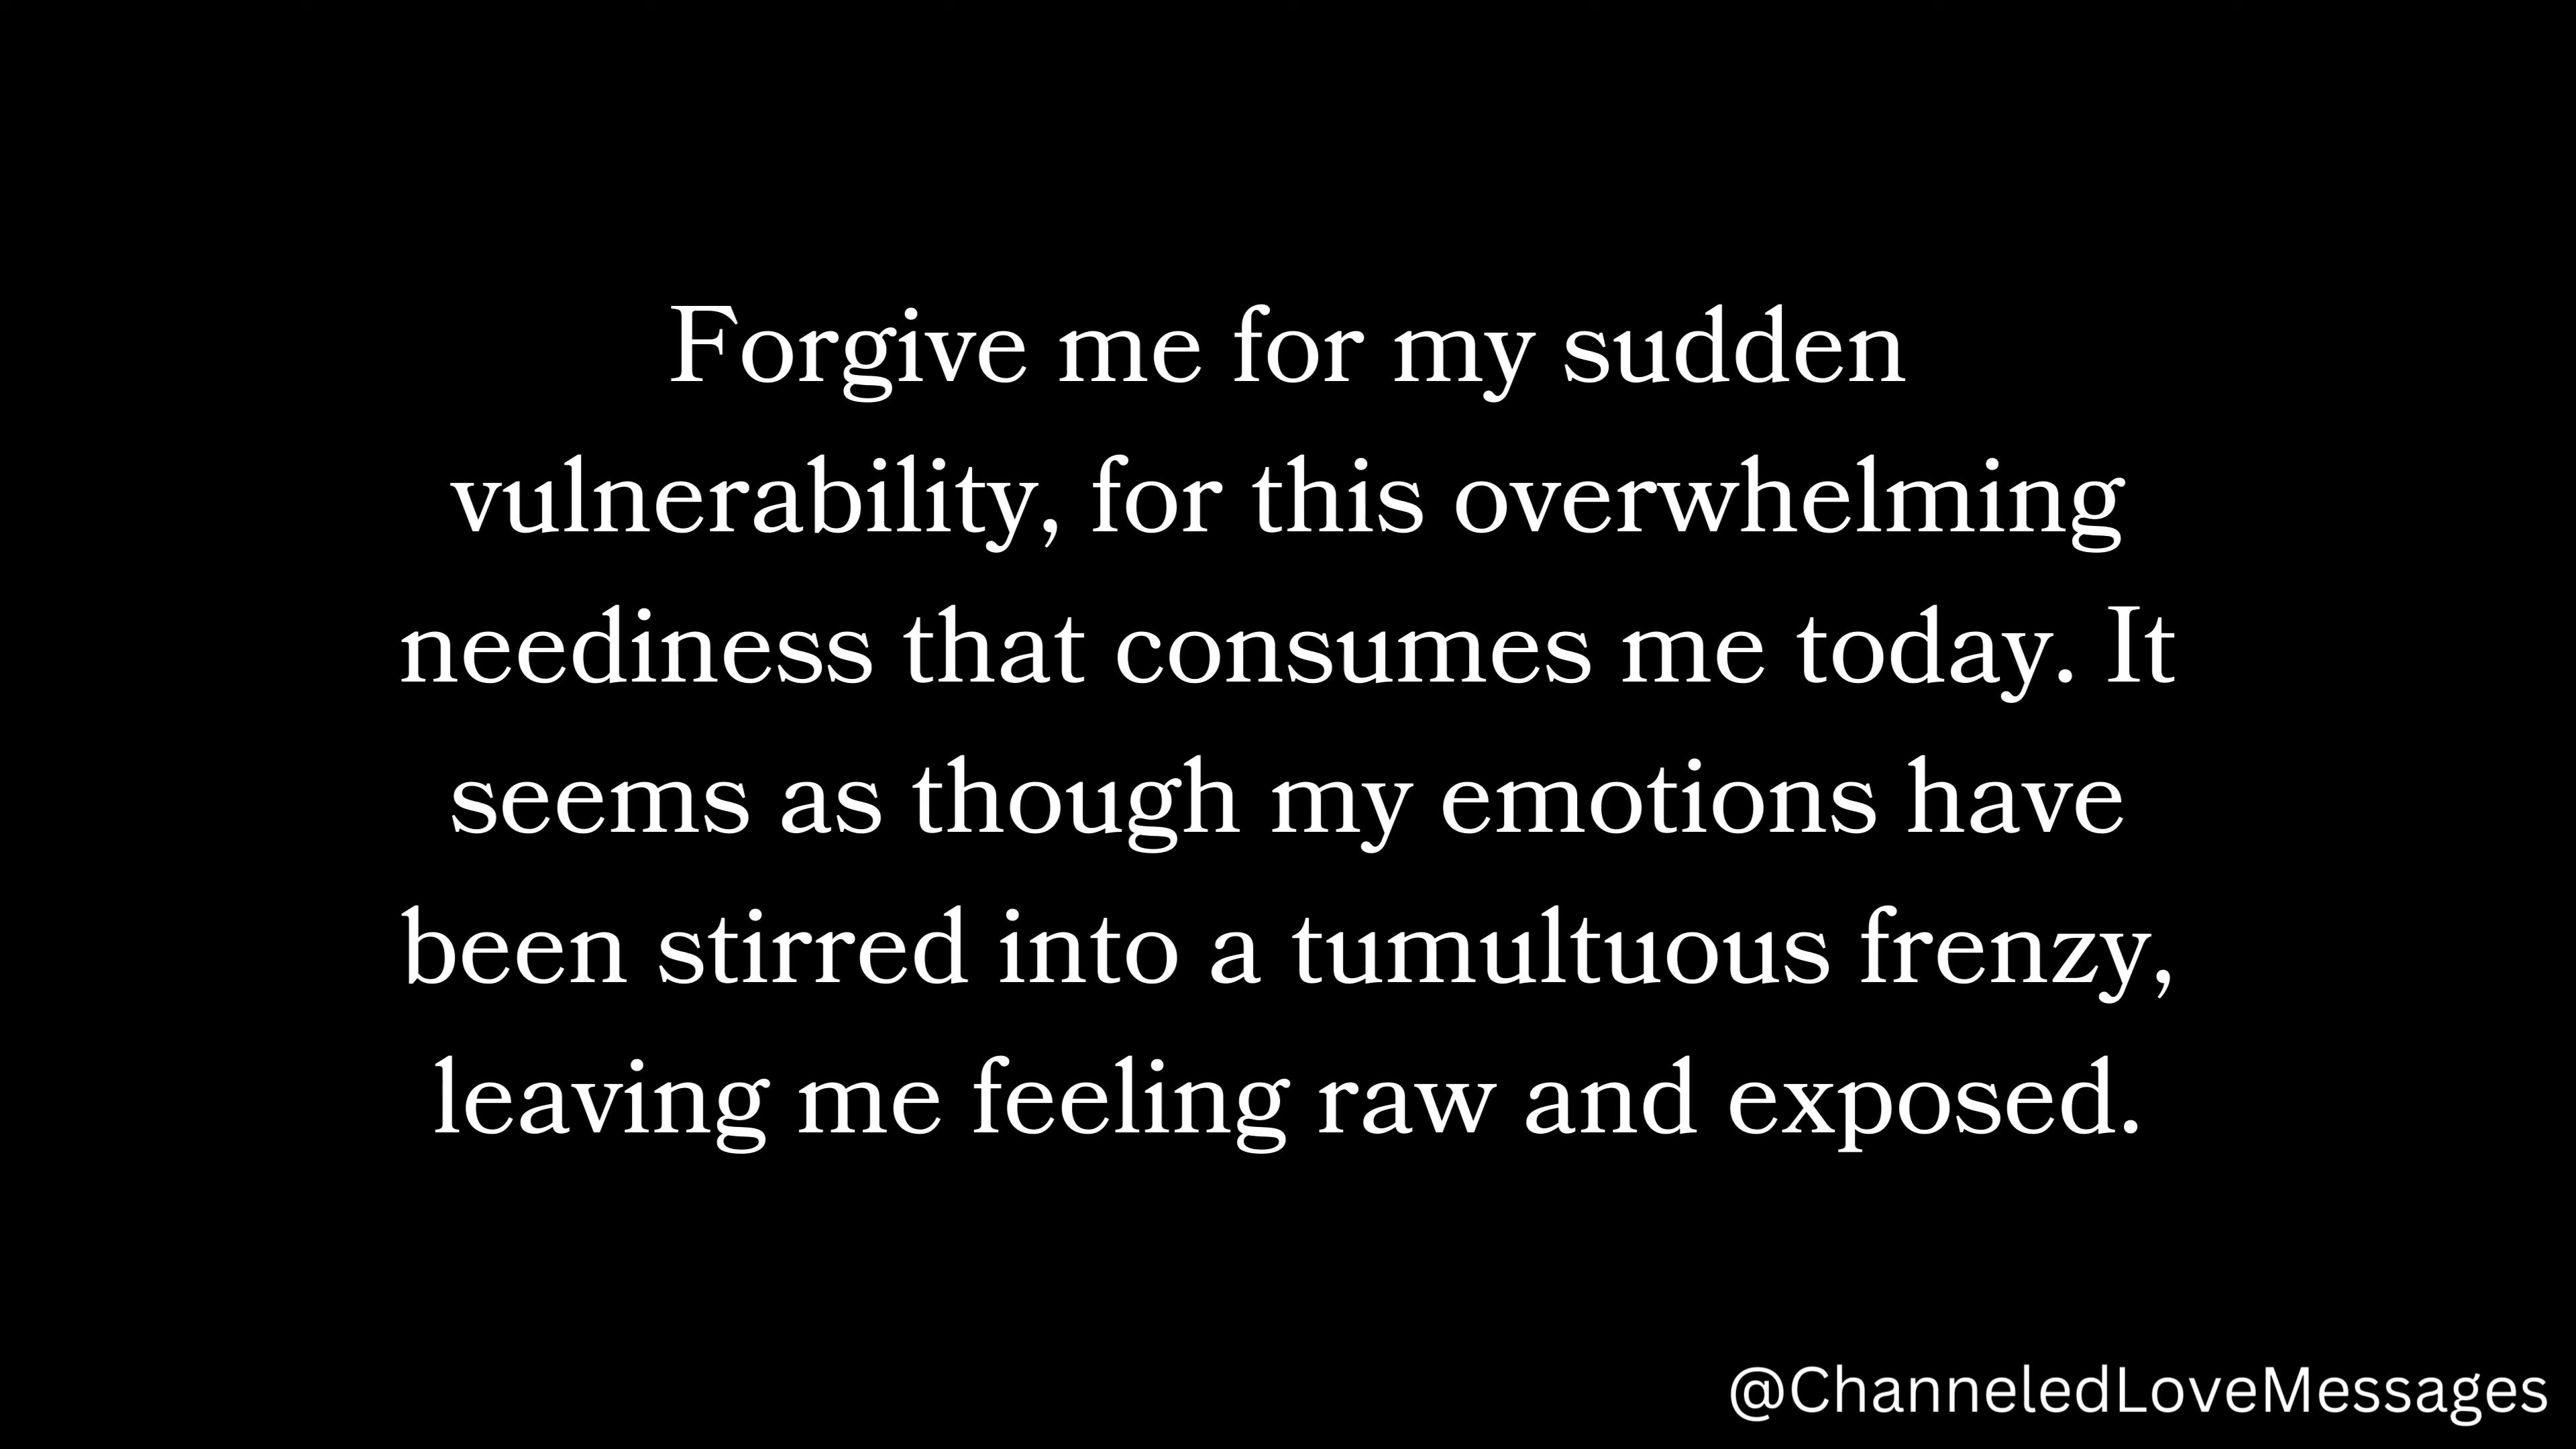 Forgive me for my sudden
vulnerability, for this overwhelming
neediness that consumes me today. It
seems as though my emotions have
been stirred into a tumultuous frenzy,
leaving me feeling raw and exposed.
@ChanneledLoveMessages